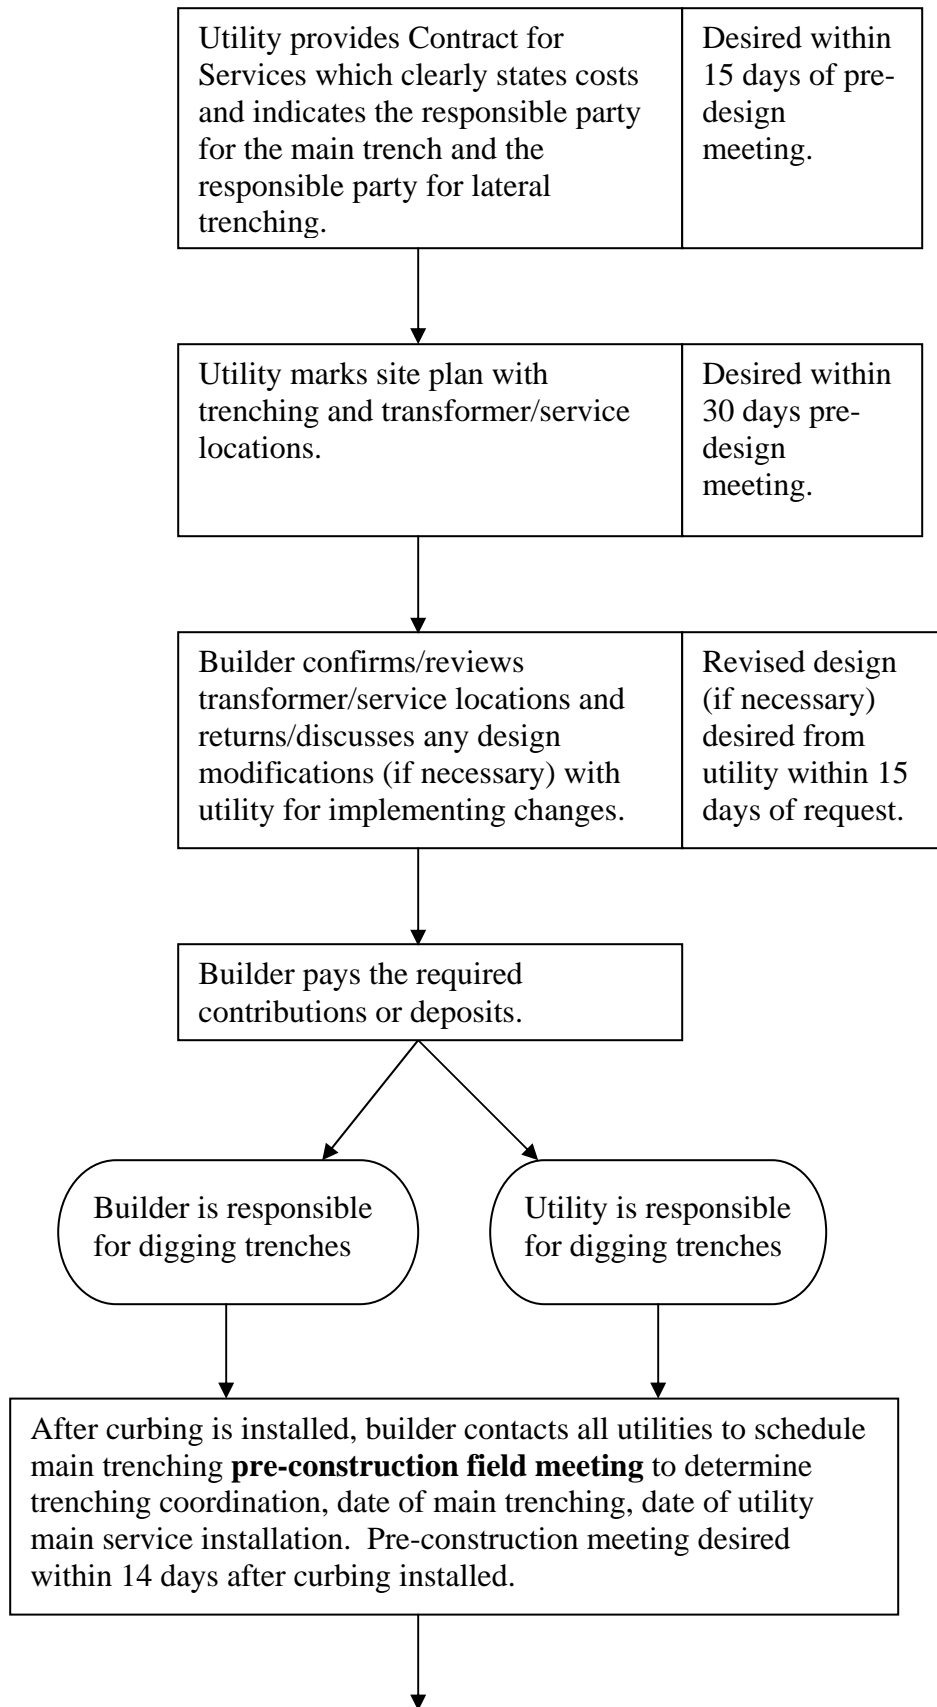 Utility provides Contract for
Services which clearly states costs
and indicates the responsible party
for the main trench and the
responsible party for lateral
trenching.
Desired within
15 days of pre-
design
meeting.
Utility marks site plan with
trenching and transformer/service
locations.
Desired within
30 days pre-
design
meeting.
Builder confirms/reviews
transformer/service locations and
returns/discusses any design
modifications (if necessary) with
utility for implementing changes.
Revised design
(if necessary)
desired from
utility within 15
days of request.
Builder pays the required
contributions or deposits.
Builder is responsible
for digging trenches
Utility is responsible
for digging trenches
After curbing is installed, builder contacts all utilities to schedule
main trenching pre-construction field meeting to determine
trenching coordination, date of main trenching, date of utility
main service installation.  Pre-construction meeting desired
within 14 days after curbing installed.